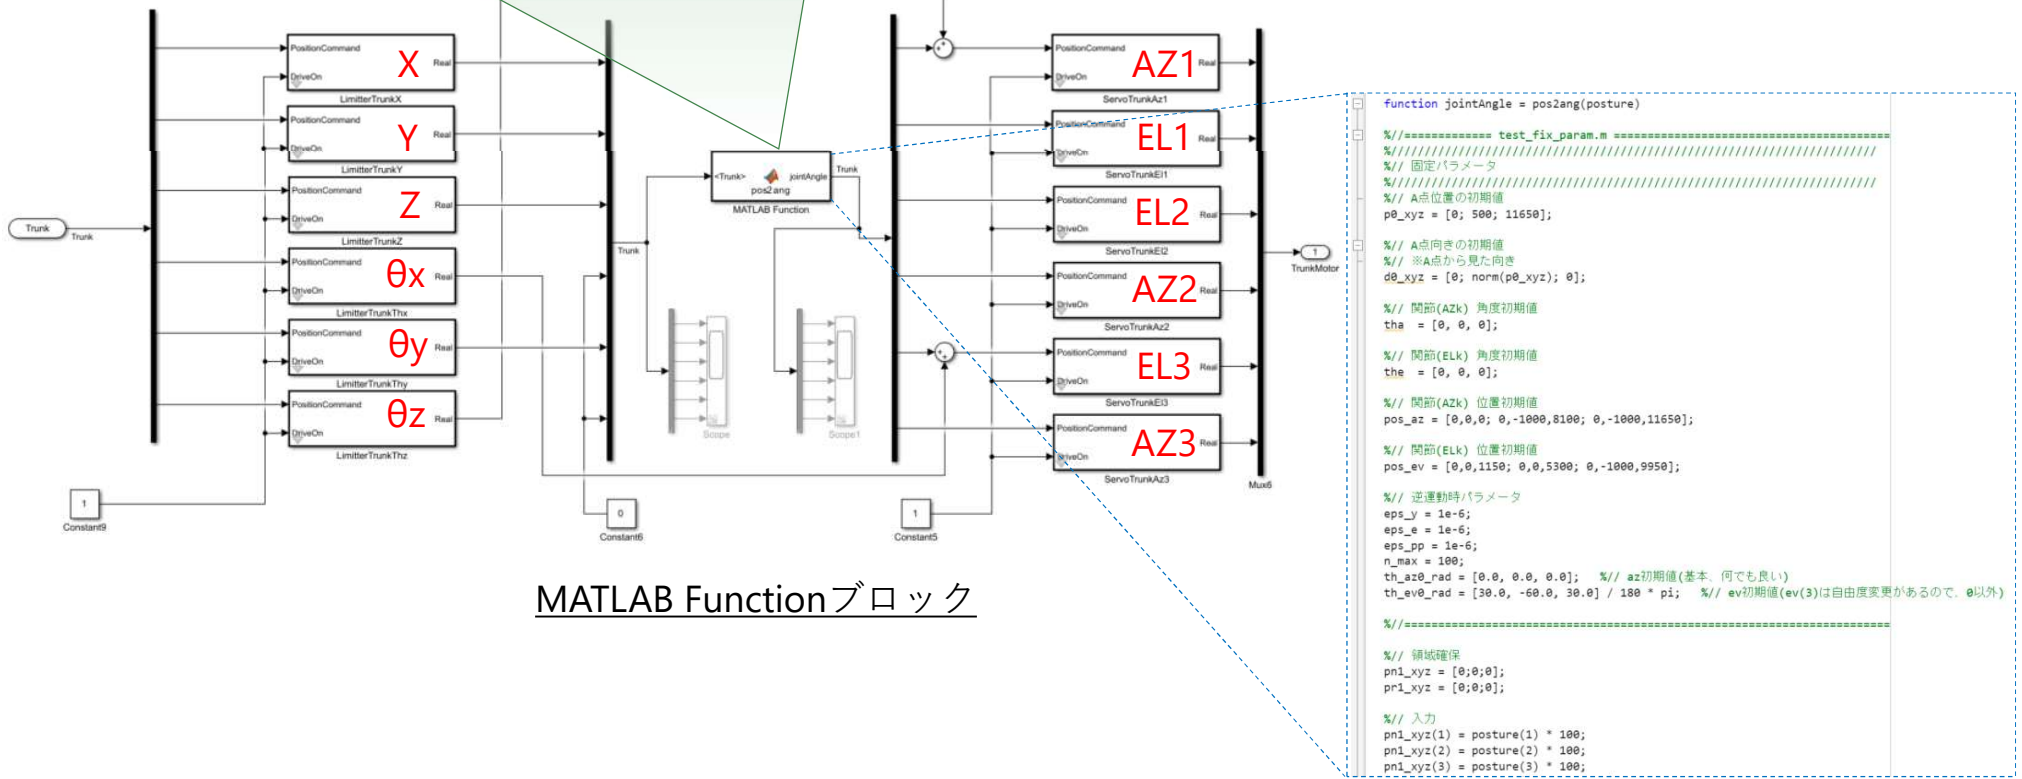 Trunk
Trunk
PositionCommand
X
Real
DriveOn
LimitterTrunkX
PositionCommand
Y
Real
DriveOn
LimitterTrunkY
PositionCommand
Z
Real
DriveOn
LimitterTrunkZ
PositionCommand
θx
Real
DriveOn
LimitterTrunkThx
PositionCommand
θy
Real
DriveOn
LimitterTrunkThy
PositionCommand
θz
Real
DriveOn
LimitterTrunkThz
1
Constant9
Trunk
<Trunk>
jointAngle
pos2ang
MATLAB Function
Trunk
Scope
Scope1
0
Constant6
1
Constant5
PositionCommand
AZ1
Real
DriveOn
ServoTrunkAz1
PositionCommand
EL1
Real
DriveOn
ServoTrunkEl1
PositionCommand
EL2
Real
DriveOn
ServoTrunkEl2
PositionCommand
AZ2
Real
DriveOn
ServoTrunkAz2
PositionCommand
EL3
Real
DriveOn
ServoTrunkEl3
PositionCommand
AZ3
Real
DriveOn
ServoTrunkAz3
Mux6
1
TrunkMotor
MATLAB Functionブロック
function jointAngle = pos2ang(posture)
%//============= test_fix_param.m =========================================
%////////////////////////////////////////////////////////////////////////
%// 固定パラメータ
%////////////////////////////////////////////////////////////////////////
%// A点位置の初期値
p0_xyz = [0; 500; 11650];
%// A点向きの初期値
%// ※A点から見た向き
d0_xyz = [0; norm(p0_xyz); 0];
%// 関節(AZk) 角度初期値
tha = [0, 0, 0];
%// 関節(ELk) 角度初期値
the = [0, 0, 0];
%// 関節(AZk) 位置初期値
pos_az = [0,0,0; 0,-1000,8100; 0,-1000,11650];
%// 関節(ELk) 位置初期値
pos_ev = [0,0,1150; 0,0,5300; 0,-1000,9950];
%// 逆運動時パラメータ
eps_y = 1e-6;
eps_e = 1e-6;
eps_pp = 1e-6;
n_max = 100;
th_az0_rad = [0.0, 0.0, 0.0]; %// az初期値(基本、何でも良い)
th_ev0_rad = [30.0, -60.0, 30.0] / 180 * pi; %// ev初期値(ev(3)は自由度変更があるので、0以外)
%//========================================================================
%// 領域確保
pn1_xyz = [0;0;0];
pr1_xyz = [0;0;0];
%// 入力
pn1_xyz(1) = posture(1) * 100;
pn1_xyz(2) = posture(2) * 100;
pn1_xyz(3) = posture(3) * 100;